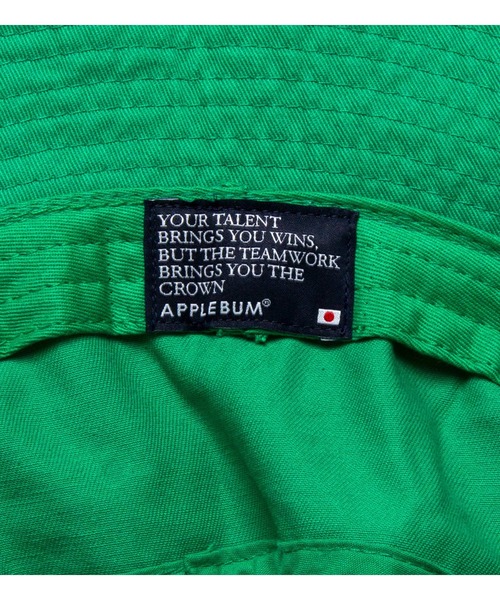 YOUR TALENT
BRINGS YOU WINS,
BUT THE TEAMWORK
BRINGS YOU THE
CROWN
APPLEBUM®